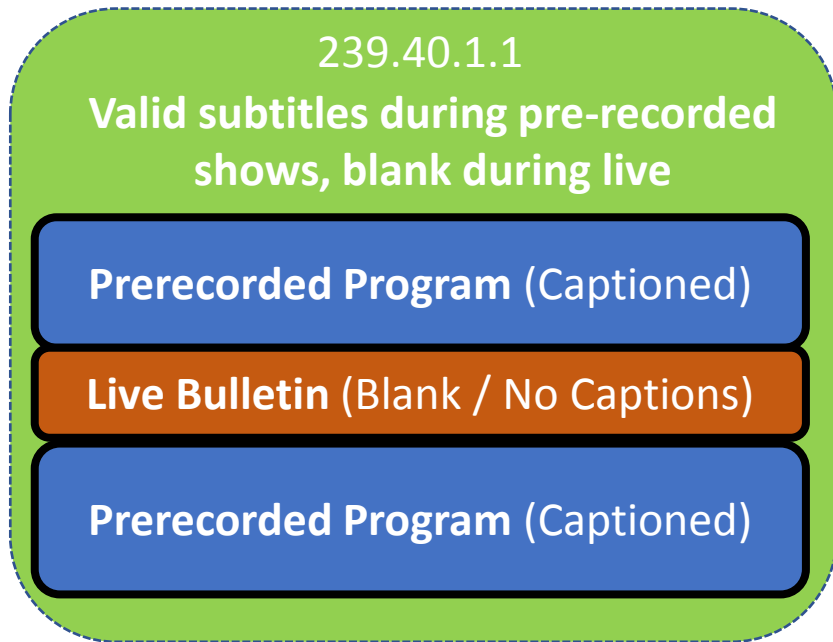 239.40.1.1
Valid subtitles during pre-recorded
shows, blank during live
Prerecorded Program (Captioned)
Live Bulletin (Blank / No Captions)
Prerecorded Program (Captioned)